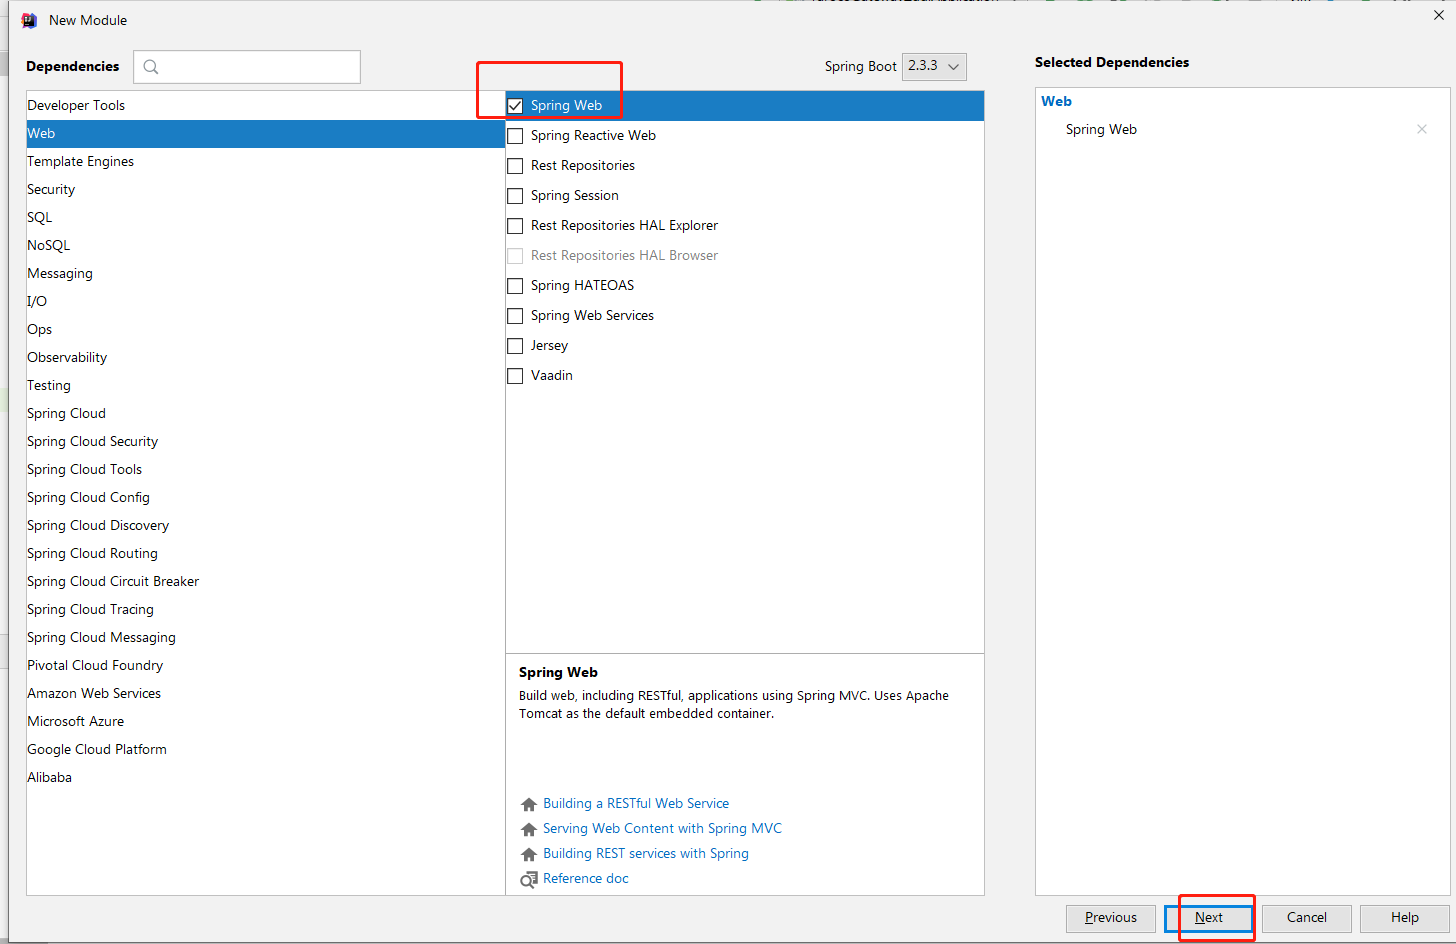 New Module
Dependencies
Spring Boot 2.3.3
Selected Dependencies
Developer Tools
Web
Template Engines
Security
SQL
NoSQL
Messaging
I/O
Ops
Observability
Testing
Spring Cloud
Spring Cloud Security
Spring Cloud Tools
Spring Cloud Config
Spring Cloud Discovery
Spring Cloud Routing
Spring Cloud Circuit Breaker
Spring Cloud Tracing
Spring Cloud Messaging
Pivotal Cloud Foundry
Amazon Web Services
Microsoft Azure
Google Cloud Platform
Alibaba
Spring Web
Spring Reactive Web
Rest Repositories
Spring Session
Rest Repositories HAL Explorer
Rest Repositories HAL Browser
Spring HATEOAS
Spring Web Services
Jersey
Vaadin
Spring Web
Build web, including RESTful, applications using Spring MVC. Uses Apache
Tomcat as the default embedded container.
Building a RESTful Web Service
Serving Web Content with Spring MVC
Building REST services with Spring
Reference doc
Web
Spring Web
Previous
Next
Cancel
Help